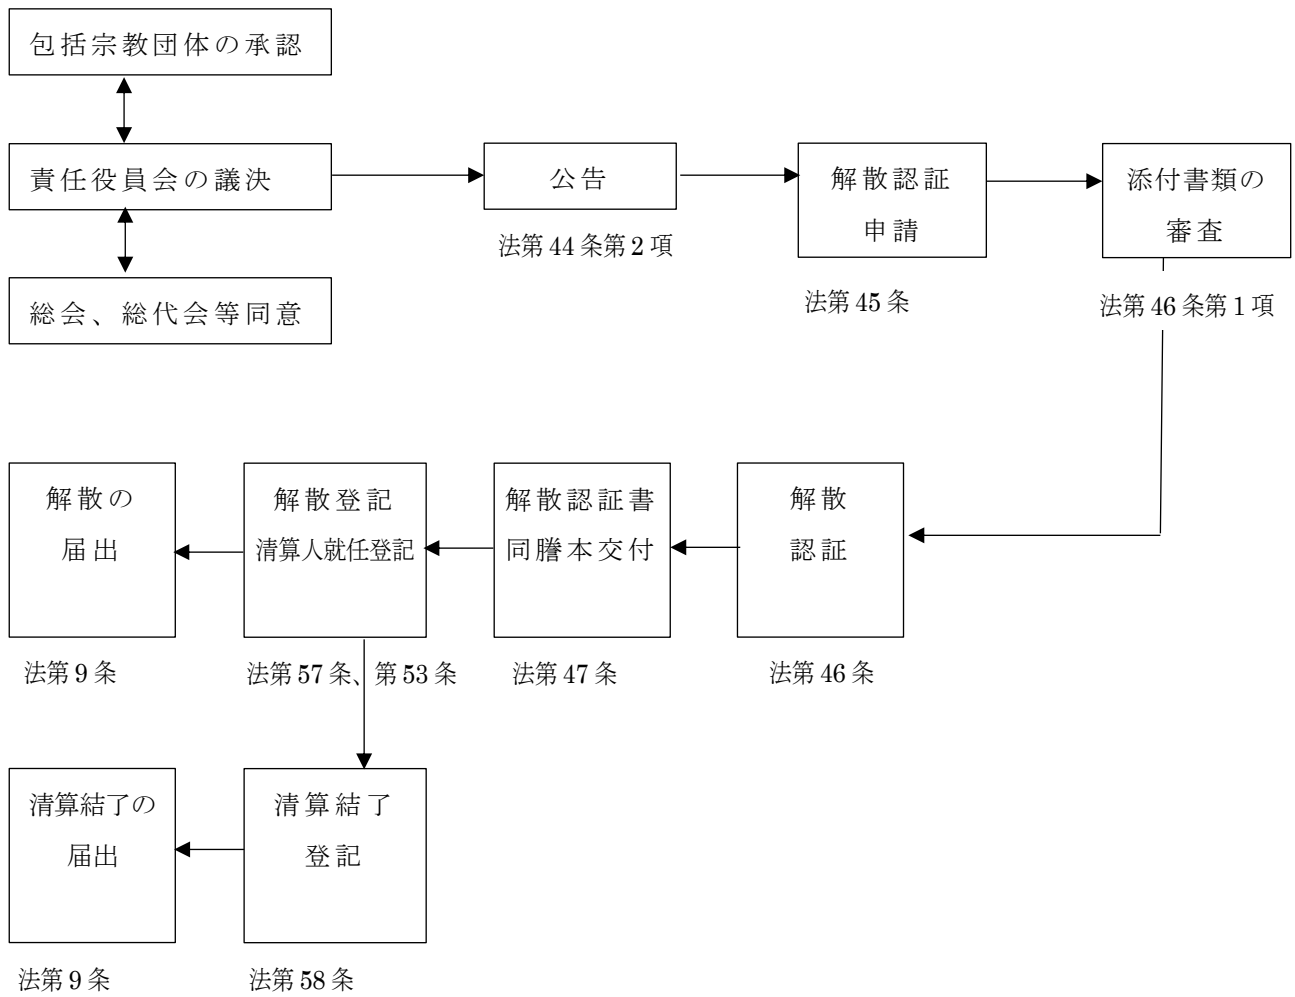 包括宗教団体の承認
責任役員会の議決
総会、総代会等同意
公告
法第44条第2項
解散認証
申請
法第45条
添付書類の
審査
法第46条第1項
解散の
届出
法第9条
解散登記
清算人就任登記
法第57条、第53条
解散認証書
同謄本交付
法第47条
解散
認証
法第46条
清算結了の
届出
法第9条
清算結了
登記
法第58条